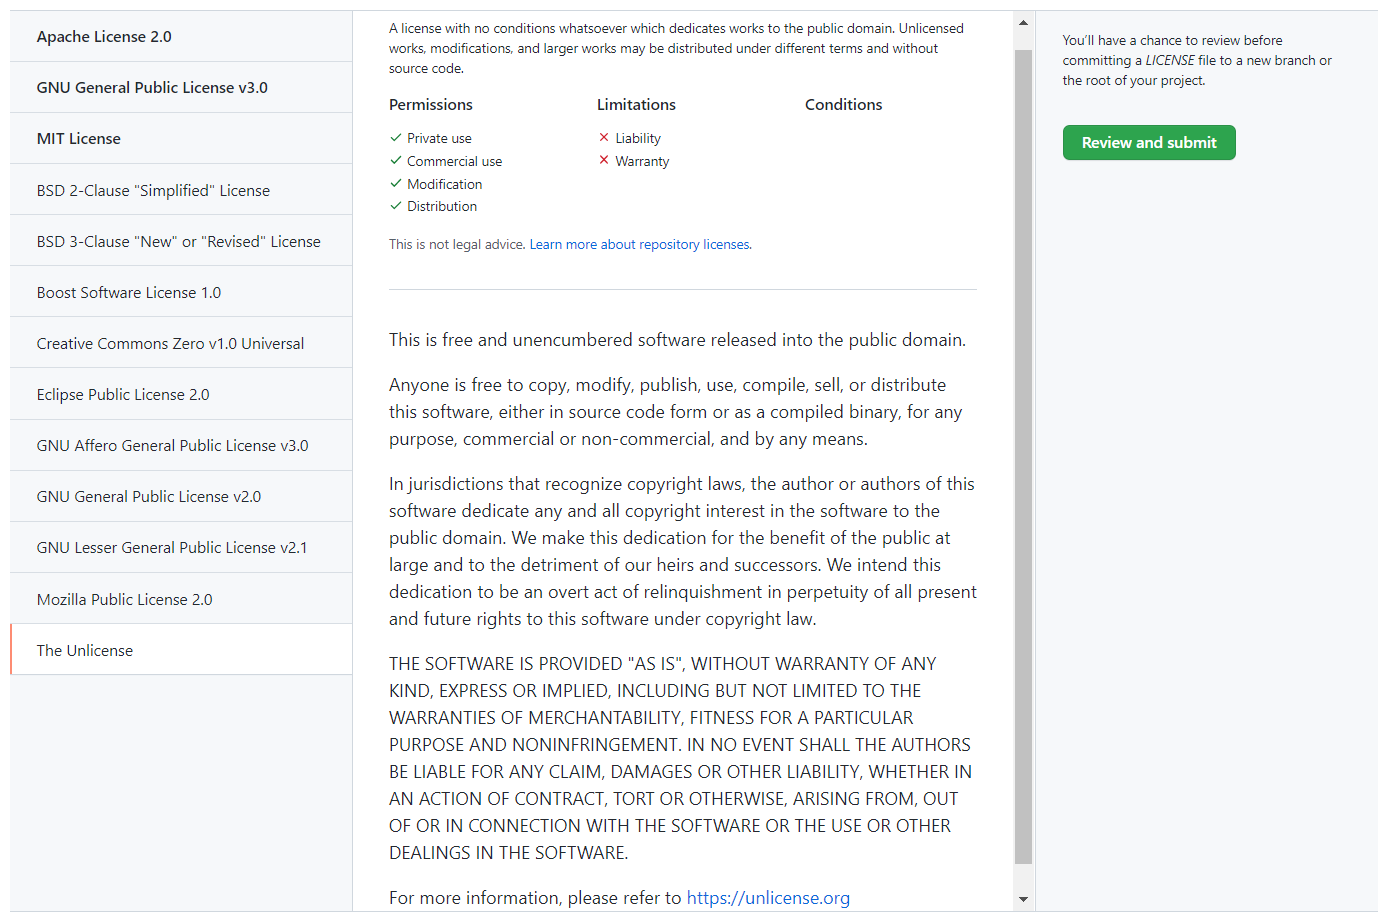 Apache License 2.0
GNU General Public License v3.0
MIT License
BSD 2-Clause "Simplified" License
BSD 3-Clause "New" or "Revised" License
Boost Software License 1.0
Creative Commons Zero v1.0 Universal
Eclipse Public License 2.0
GNU Affero General Public License v3.0
GNU General Public License v2.0
GNU Lesser General Public License v2.1
Mozilla Public License 2.0
The Unlicense
A license with no conditions whatsoever which dedicates works to the public domain. Unlicensed
works, modifications, and larger works may be distributed under different terms and without
source code.
Permissions
Private use
Commercial use
Modification
Distribution
Limitations
Liability
Warranty
Conditions
This is not legal advice. Learn more about repository licenses.
This is free and unencumbered software released into the public domain.
Anyone is free to copy, modify, publish, use, compile, sell, or distribute
this software, either in source code form or as a compiled binary, for any
purpose, commercial or non-commercial, and by any means.
In jurisdictions that recognize copyright laws, the author or authors of this
software dedicate any and all copyright interest in the software to the
public domain. We make this dedication for the benefit of the public at
large and to the detriment of our heirs and successors. We intend this
dedication to be an overt act of relinquishment in perpetuity of all present
and future rights to this software under copyright law.
THE SOFTWARE IS PROVIDED "AS IS", WITHOUT WARRANTY OF ANY
KIND, EXPRESS OR IMPLIED, INCLUDING BUT NOT LIMITED TO THE
WARRANTIES OF MERCHANTABILITY, FITNESS FOR A PARTICULAR
PURPOSE AND NONINFRINGEMENT. IN NO EVENT SHALL THE AUTHORS
BE LIABLE FOR ANY CLAIM, DAMAGES OR OTHER LIABILITY, WHETHER IN
AN ACTION OF CONTRACT, TORT OR OTHERWISE, ARISING FROM, OUT
OF OR IN CONNECTION WITH THE SOFTWARE OR THE USE OR OTHER
DEALINGS IN THE SOFTWARE.
For more information, please refer to https://unlicense.org
You'll have a chance to review before
committing a LICENSE file to a new branch or
the root of your project.
Review and submit